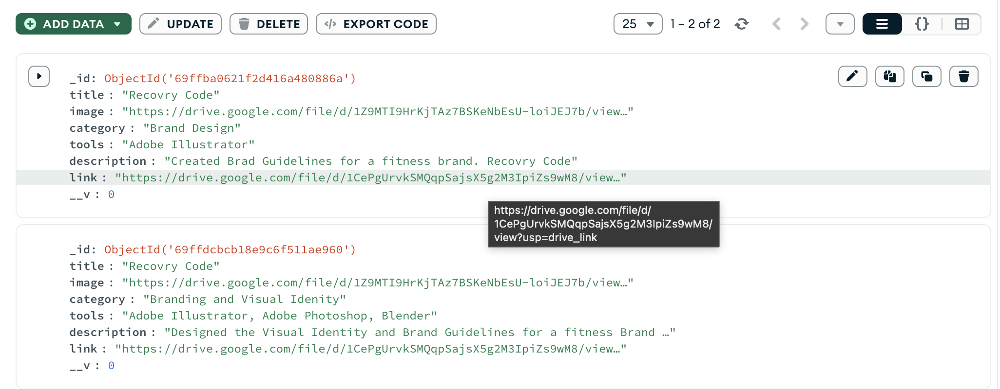 ADD DATA UPDATE DELETE EXPORT CODE 25 1 – 2 of 2
_id: ObjectId('69ffba0621f2d416a480886a')
title : "Recovry Code"
image : "https://drive.google.com/file/d/1Z9MTI9HrKjTAz7BSKeNbEsU-loiJEJ7b/view…"
category : "Brand Design"
tools : "Adobe Illustrator"
description : "Created Brad Guidelines for a fitness brand. Recovry Code"
link : "https://drive.google.com/file/d/1CePgUrvkSMQqpSajsX5g2M3IpiZs9wM8/view…"
__v : 0
https://drive.google.com/file/d/
1CePgUrvkSMQqpSajsX5g2M3IpiZs9wM8/
view?usp=drive_link
_id: ObjectId('69ffdcbcb18e9c6f511ae960')
title : "Recovry Code"
image : "https://drive.google.com/file/d/1Z9MTI9HrKjTAz7BSKeNbEsU-loiJEJ7b/view…"
category : "Branding and Visual Idenity"
tools : "Adobe Illustrator, Adobe Photoshop, Blender"
description : "Designed the Visual Identity and Brand Guidelines for a fitness Brand …"
link : "https://drive.google.com/file/d/1CePgUrvkSMQqpSajsX5g2M3IpiZs9wM8/view…"
__v : 0